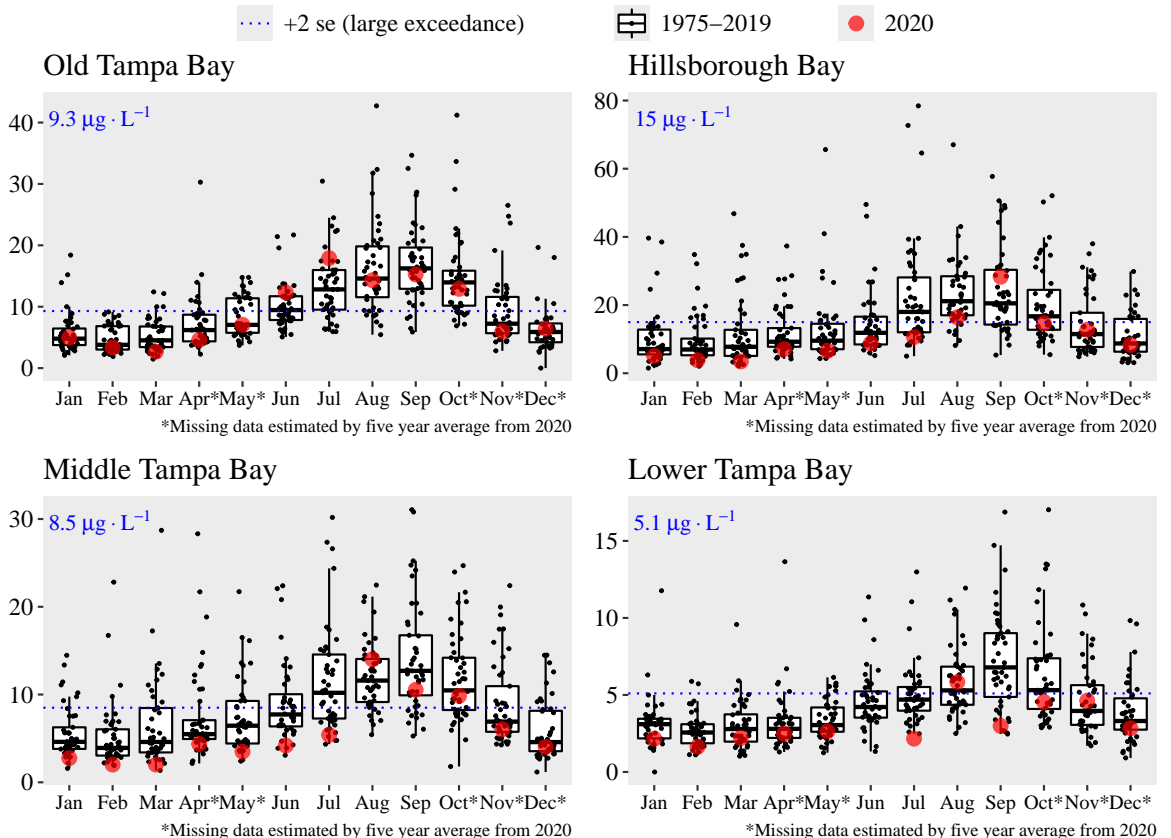 +2 se (large exceedance) 1975−2019 2020
Old Tampa Bay
9.3 μg · L−1
40
30
20
10
0
Jan Feb Mar Apr* May* Jun Jul Aug Sep Oct* Nov* Dec*
*Missing data estimated by five year average from 2020
Hillsborough Bay
15 μg · L−1
80
60
40
20
0
Jan Feb Mar Apr* May* Jun Jul Aug Sep Oct* Nov* Dec*
*Missing data estimated by five year average from 2020
Middle Tampa Bay
8.5 μg · L−1
30
20
10
0
Jan Feb Mar Apr* May* Jun Jul Aug Sep Oct* Nov* Dec*
*Missing data estimated by five year average from 2020
Lower Tampa Bay
5.1 μg · L−1
15
10
5
0
Jan Feb Mar Apr* May* Jun Jul Aug Sep Oct* Nov* Dec*
*Missing data estimated by five year average from 2020